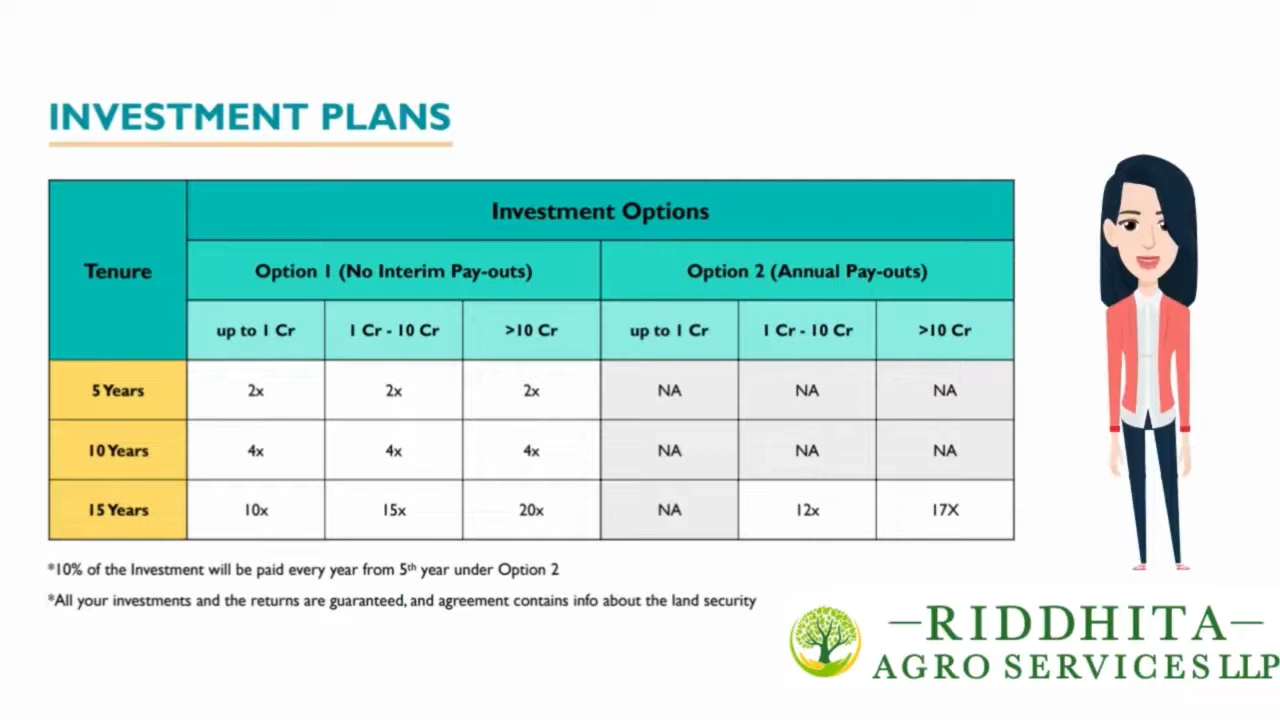 INVESTMENT PLANS
Tenure
Investment Options
Option 1 (No Interim Pay-outs) Option 2 (Annual Pay-outs)
up to 1 Cr 1 Cr - 10 Cr >10 Cr up to 1 Cr 1 Cr - 10 Cr >10 Cr
5 Years 2x 2x 2x NA NA NA
10 Years 4x 4x 4x NA NA NA
15 Years 10x 15x 20x NA 12x 17X
*10% of the Investment will be paid every year from 5th year under Option 2
*All your investments and the returns are guaranteed, and agreement contains info about the land security
RIDDHITA
AGRO SERVICES LLP